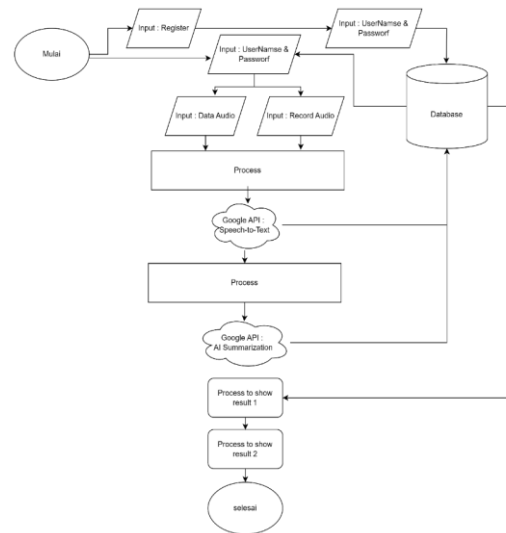 Input : Register
Input : UserNamse &
Passworf
Mulai
Input : UserNamse &
Passworf
Database
Input : Data Audio
Input : Record Audio
Process
Google API :
Speech-to-Text
Process
Google API :
AI Summarization
Process to show
result 1
Process to show
result 2
selesai